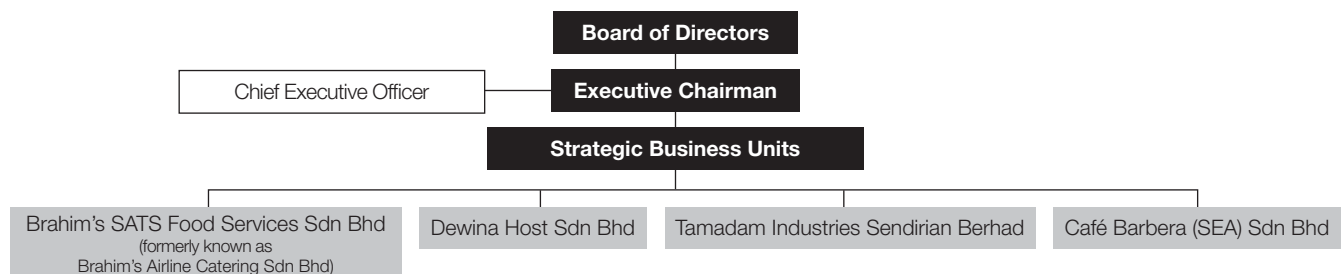 Board of Directors
Chief Executive Officer
Executive Chairman
Strategic Business Units
Brahim’s SATS Food Services Sdn Bhd
(formerly known as
Brahim’s Airline Catering Sdn Bhd)
Dewina Host Sdn Bhd
Tamadam Industries Sendirian Berhad
Café Barbera (SEA) Sdn Bhd